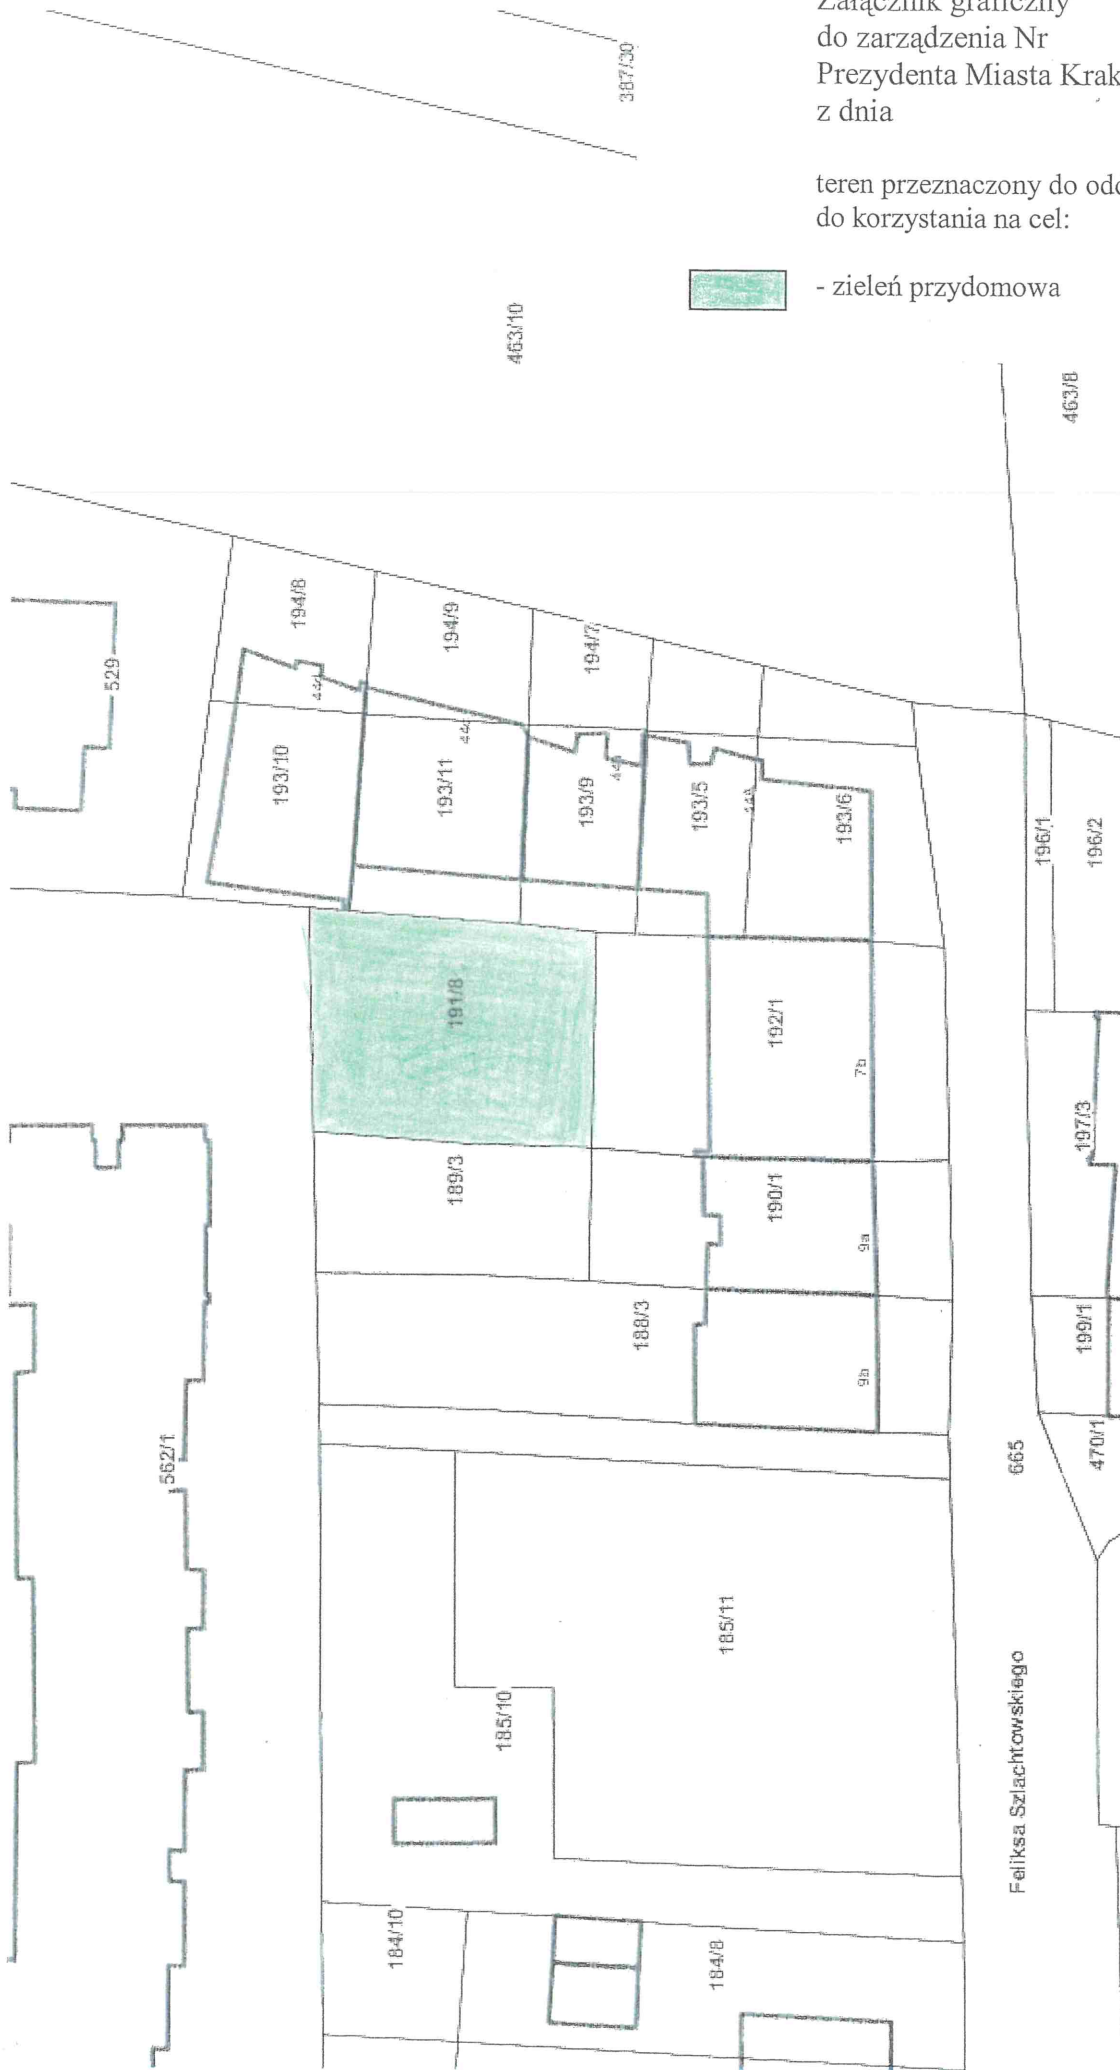 Załącznik graficzny
do zarządzenia Nr
Prezydenta Miasta Krak
z dnia
teren przeznaczony do odd
do korzystania na cel:
- zieleń przydomowa
387/30
463/10
463/8
529
194/8
194/9
194/7
193/10
193/11
193/9
193/5
193/6
196/1
196/2
191/8
192/1
7b
197/3
189/3
190/1
9a
188/3
9b
199/1
562/1
665
470/1
185/11
185/10
Feliksa Szlachtowskiego
184/10
184/8